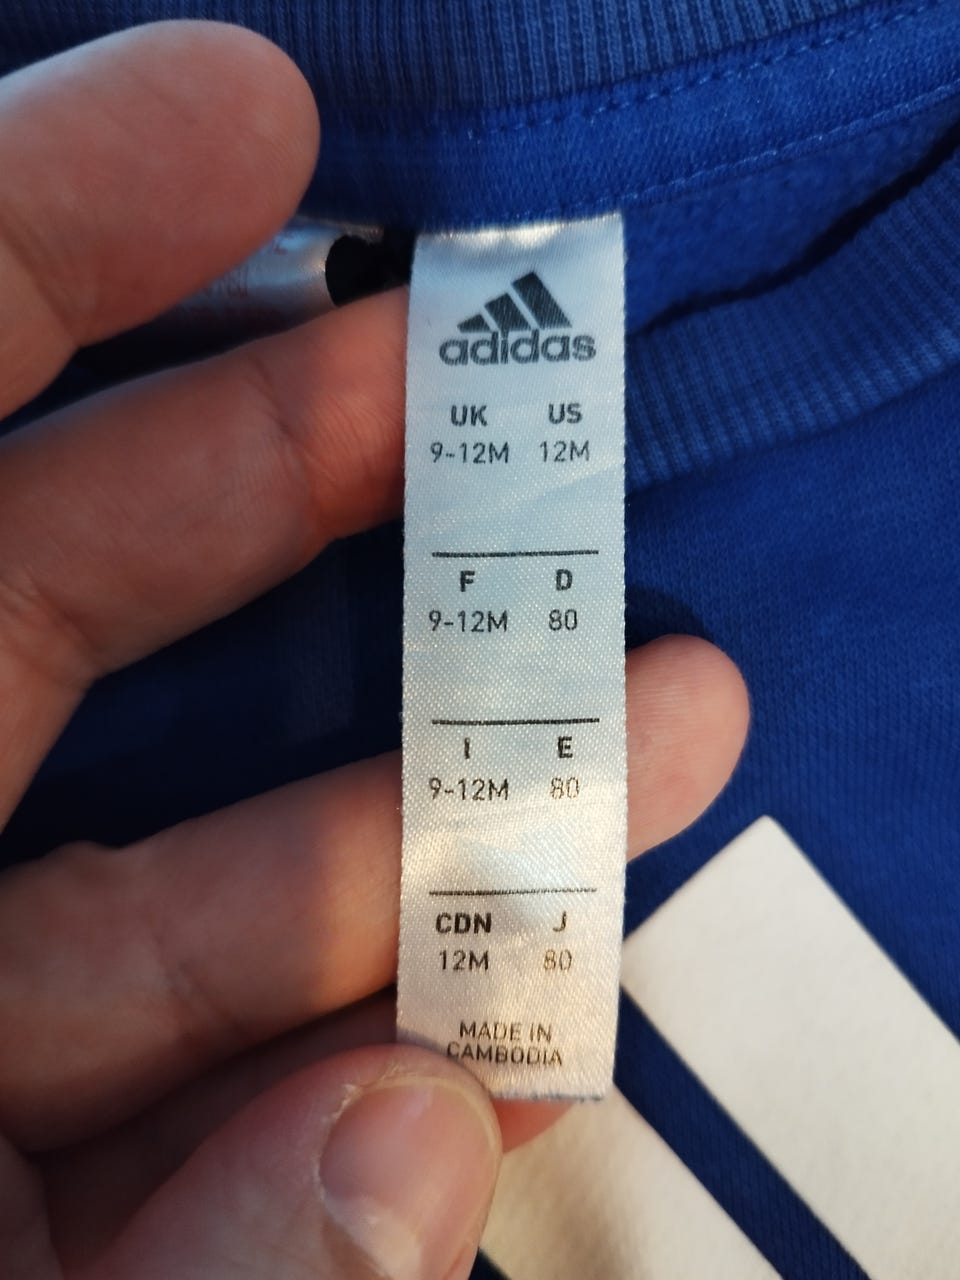 adidas
UK US
9-12M 12M
F D
9-12M 80
I E
9-12M 80
CDN J
12M 80
MADE IN
CAMBODIA